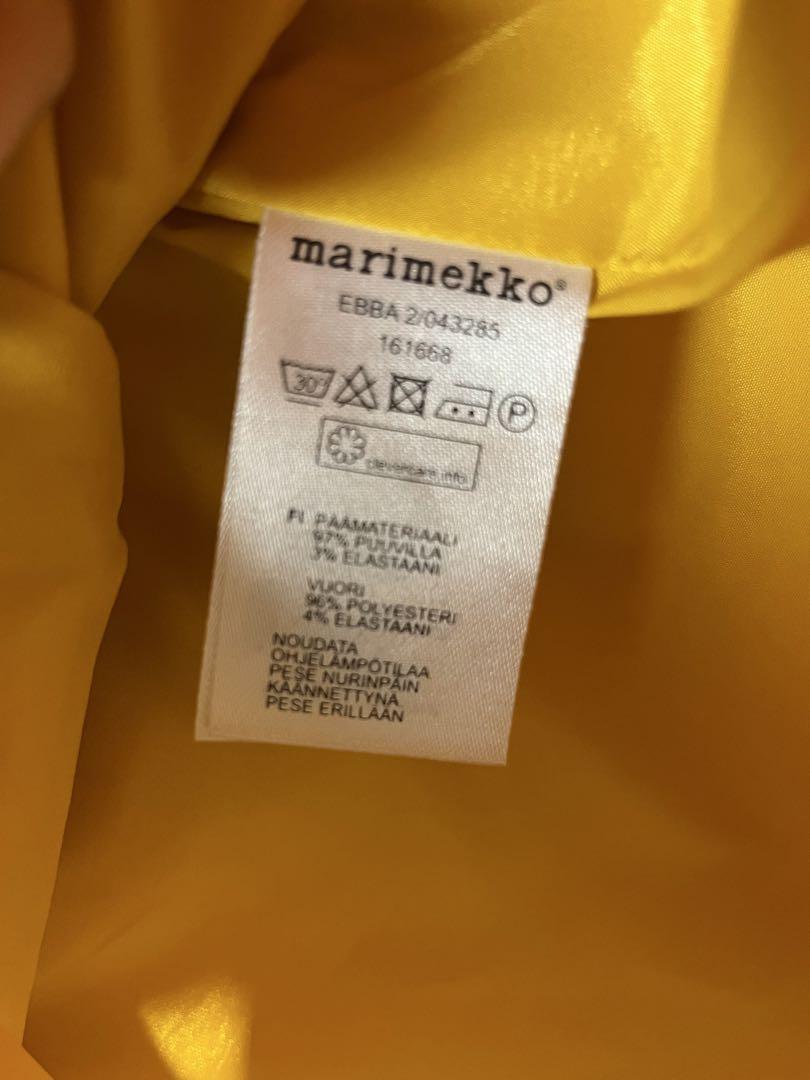 marimekko®
EBBA 2/043285
161668
30°
P
clevercare.info
FI PÄÄMATERIAALI
97% PUUVILLA
3% ELASTAANI
VUORI
96% POLYESTERI
4% ELASTAANI
NOUDATA
OHJELÄMPÖTILAA
PESE NURINPÄIN
KÄÄNNETTYNÄ
PESE ERILLÄÄN